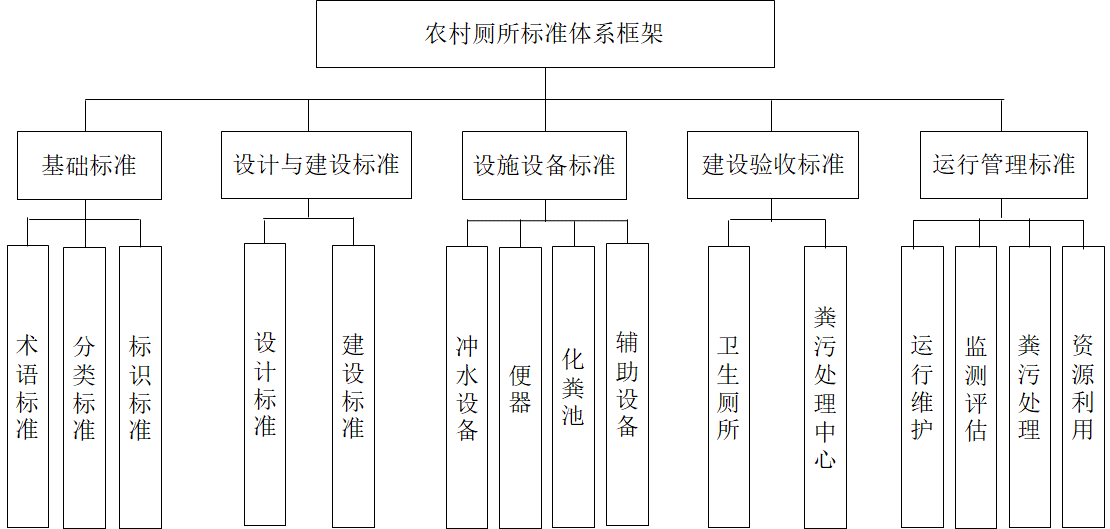 农村厕所标准体系框架
基础标准
设计与建设标准
设施设备标准
建设验收标准
运行管理标准
术语标准
分类标准
标识标准
设计标准
建设标准
冲水设备
便器
化粪池
辅助设备
卫生厕所
粪污处理中心
运行维护
监测评估
粪污处理
资源利用